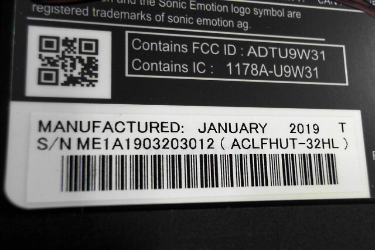 and the Sonic Emotion logo symbol are
registered trademarks of sonic emotion ag.
Contains FCC ID : ADTU9W31
Contains IC : 1178A-U9W31
MANUFACTURED: JANUARY 2019 T
S/N ME1A1903203012 ( ACLFHUT-32HL )